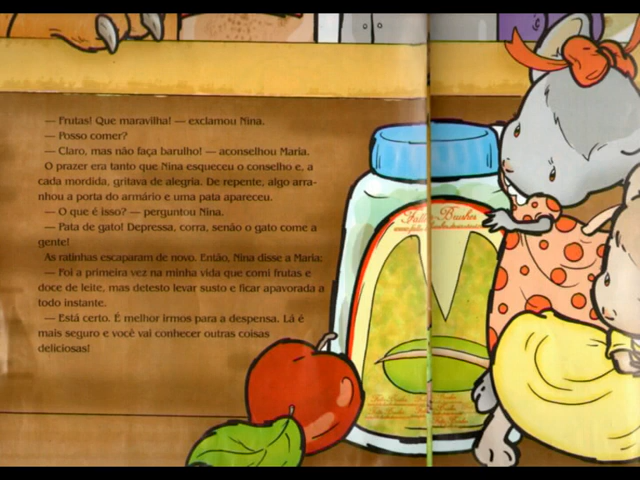 — Frutas! Que maravilha! — exclamou Nina.
— Posso comer?
— Claro, mas não faça barulho! — aconselhou Maria.
O prazer era tanto que Nina esqueceu o conselho e, a
cada mordida, gritava de alegria. De repente, algo arra-
nhou a porta do armário e uma pata apareceu.
— O que é isso? — perguntou Nina.
— Pata de gato! Depressa, corra, senão o gato come a
gente!
As ratinhas escaparam de novo. Então, Nina disse a Maria:
— Foi a primeira vez na minha vida que comi frutas e
doce de leite, mas detesto levar susto e ficar apavorada a
todo instante.
— Está certo. É melhor irmos para a despensa. Lá é
mais seguro e você vai conhecer outras coisas
deliciosas!